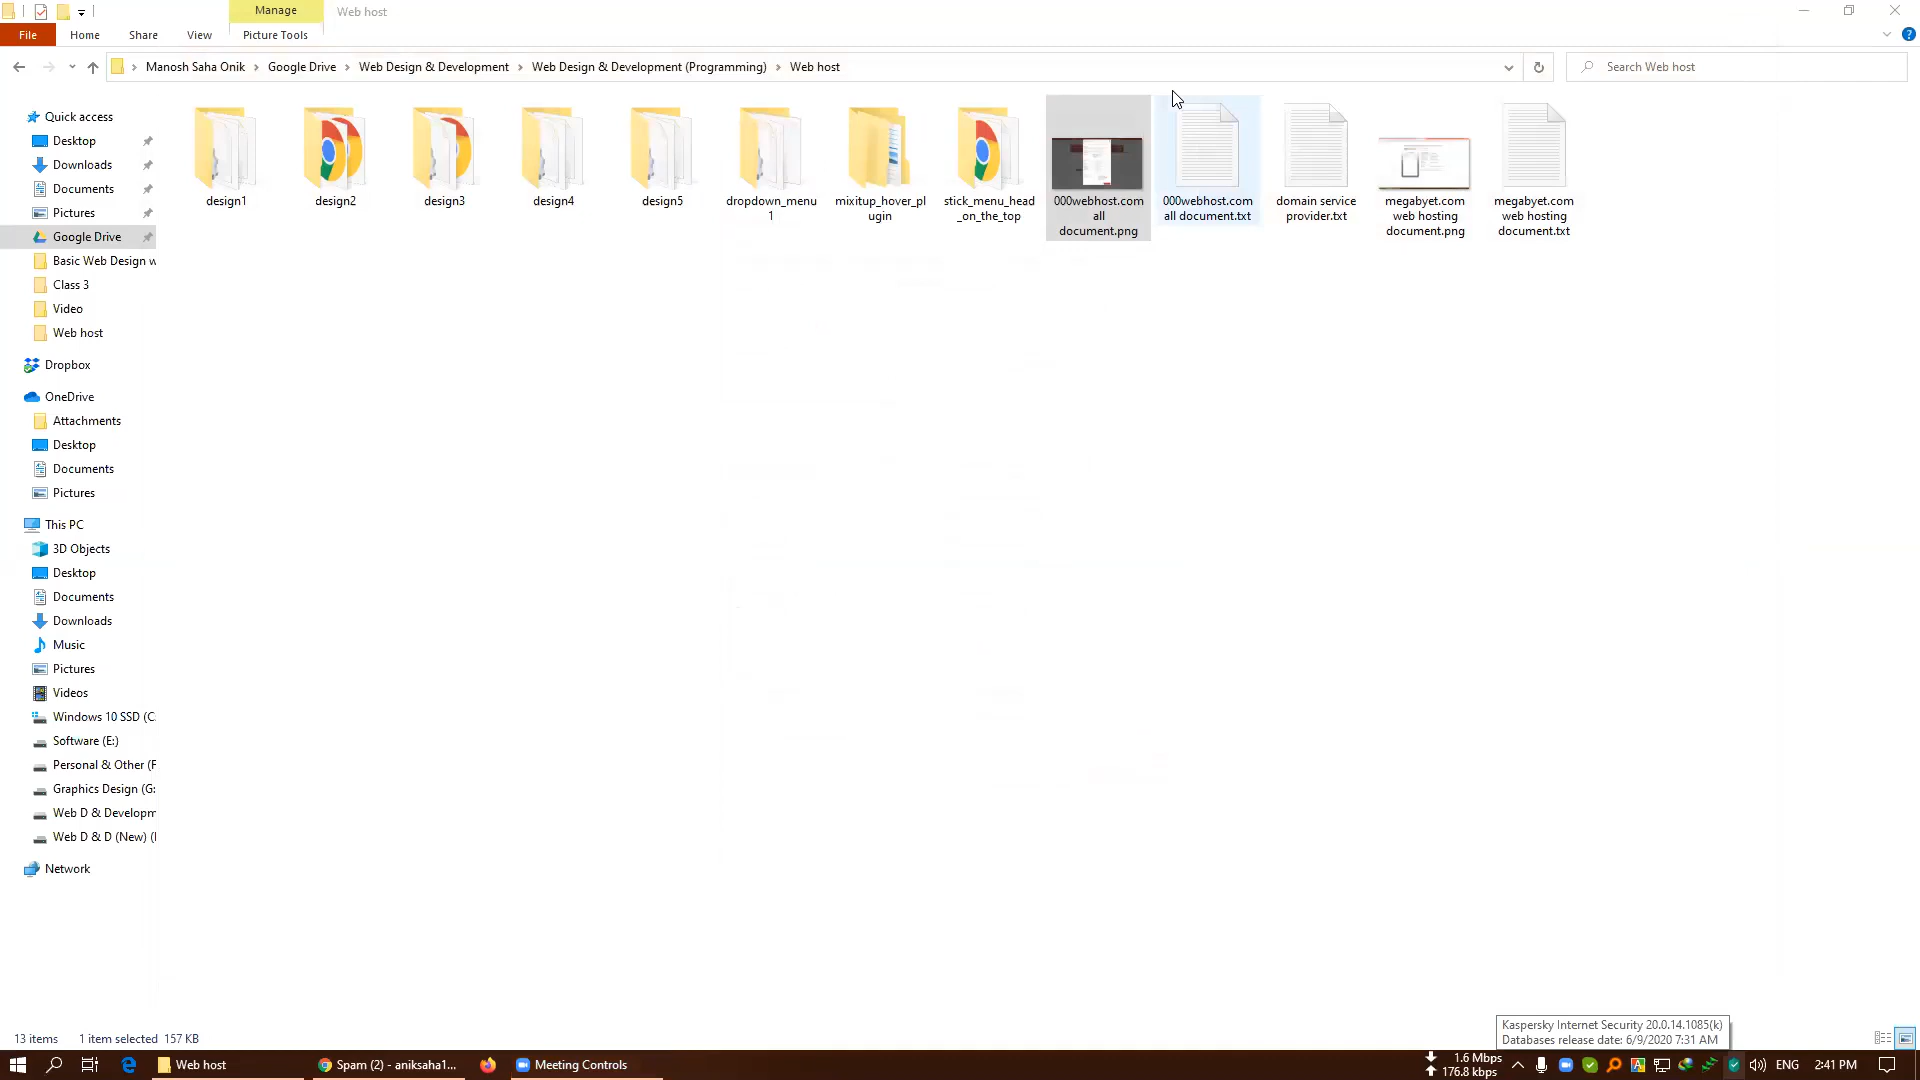 Manage
Web host
File
Home
Share
View
Picture Tools
Manosh Saha Onik
Google Drive
Web Design & Development
Web Design & Development (Programming)
Web host
Search Web host
Quick access
Desktop
Downloads
Documents
Pictures
Google Drive
Basic Web Design w
Class 3
Video
Web host
Dropbox
OneDrive
Attachments
Desktop
Documents
Pictures
This PC
3D Objects
Desktop
Documents
Downloads
Music
Pictures
Videos
Windows 10 SSD (C:
Software (E:)
Personal & Other (F
Graphics Design (G:
Web D & Developm
Web D & D (New) (I
Network
design1
design2
design3
design4
design5
dropdown_menu
1
mixitup_hover_pl
ugin
stick_menu_head
_on_the_top
000webhost.com
all
document.png
000webhost.com
all document.txt
domain service
provider.txt
megabyet.com
web hosting
document.png
megabyet.com
web hosting
document.txt
13 items
1 item selected 157 KB
Kaspersky Internet Security 20.0.14.1085(k)
Databases release date: 6/9/2020 7:31 AM
Web host
Spam (2) - aniksaha1...
Meeting Controls
1.6 Mbps
176.8 kbps
ENG
2:41 PM